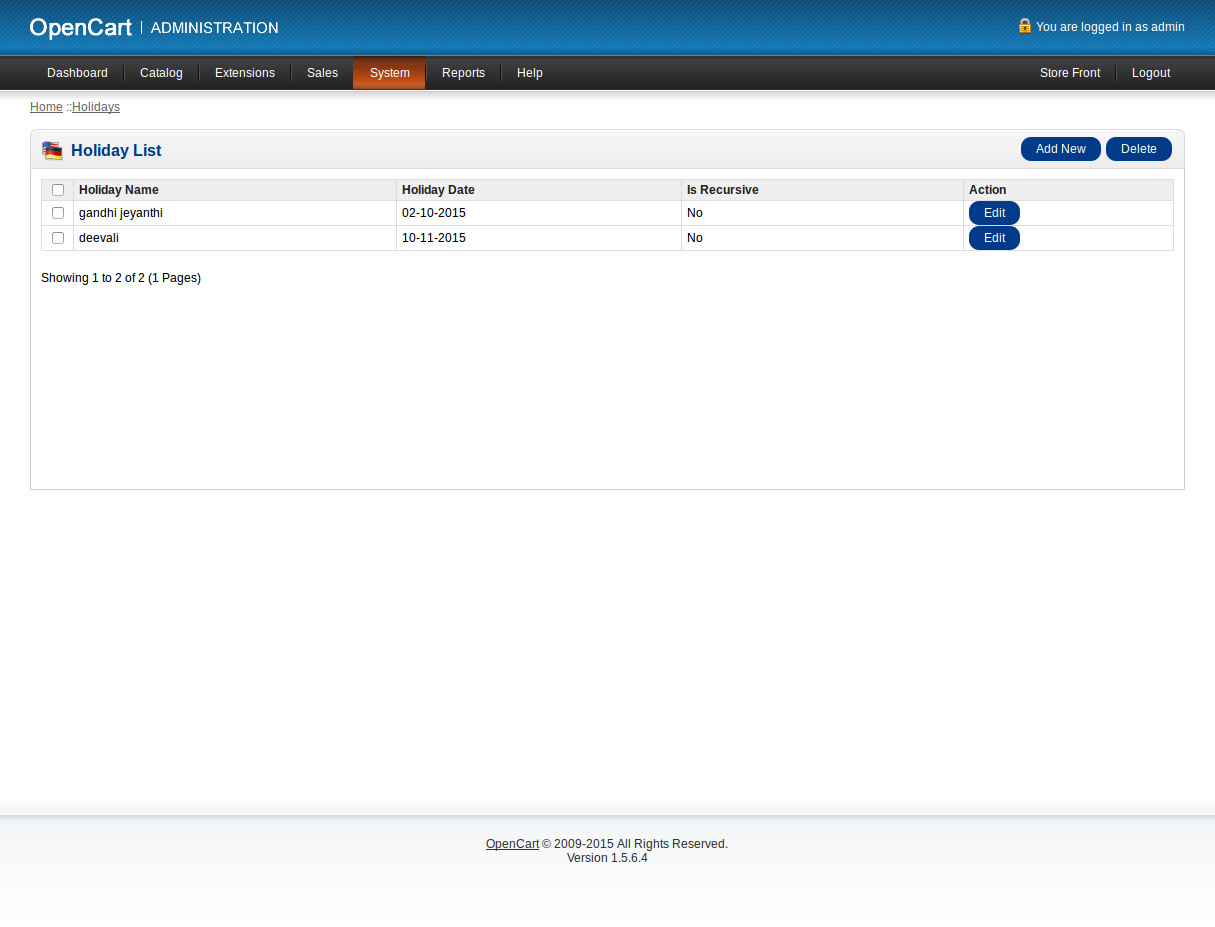 OpenCart | ADMINISTRATION You are logged in as admin
Dashboard Catalog Extensions Sales System Reports Help Store Front Logout
Home ::Holidays
Holiday List Add New Delete
Holiday Name Holiday Date Is Recursive Action
gandhi jeyanthi 02-10-2015 No Edit
deevali 10-11-2015 No Edit
Showing 1 to 2 of 2 (1 Pages)
OpenCart © 2009-2015 All Rights Reserved.
Version 1.5.6.4